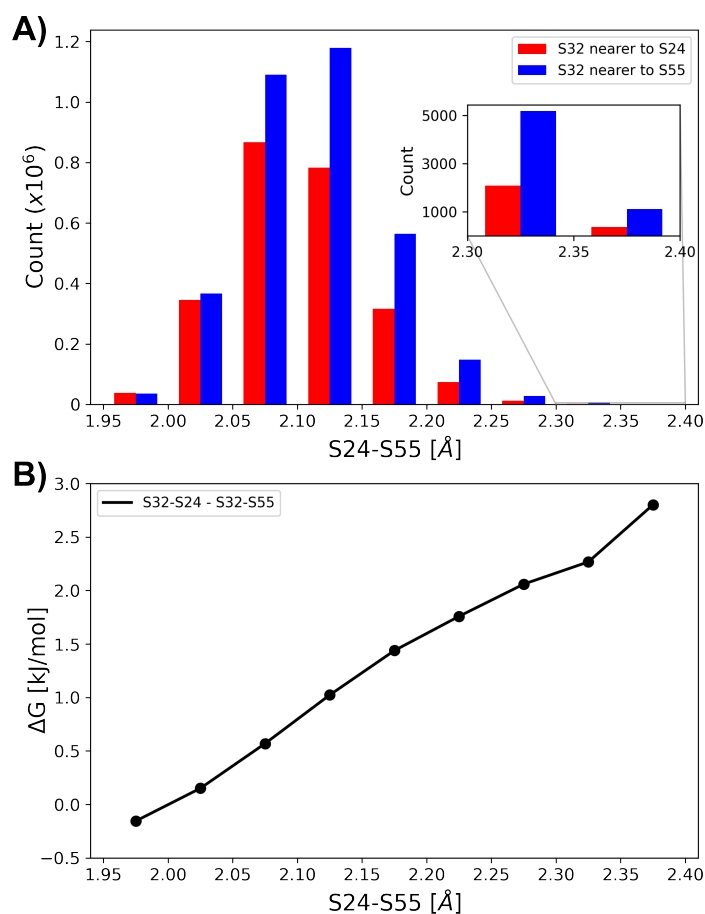 A)
Count (x10⁶)
1.2
1.0
0.8
0.6
0.4
0.2
0
S32 nearer to S24
S32 nearer to S55
Count
5000
3000
1000
2.30 2.35 2.40
1.95 2.00 2.05 2.10 2.15 2.20 2.25 2.30 2.35 2.40
S24-S55 [Å]
B)
ΔG [kJ/mol]
3.0
2.5
2.0
1.5
1.0
0.5
0.0
−0.5
S32-S24 - S32-S55
1.95 2.00 2.05 2.10 2.15 2.20 2.25 2.30 2.35 2.40
S24-S55 [Å]